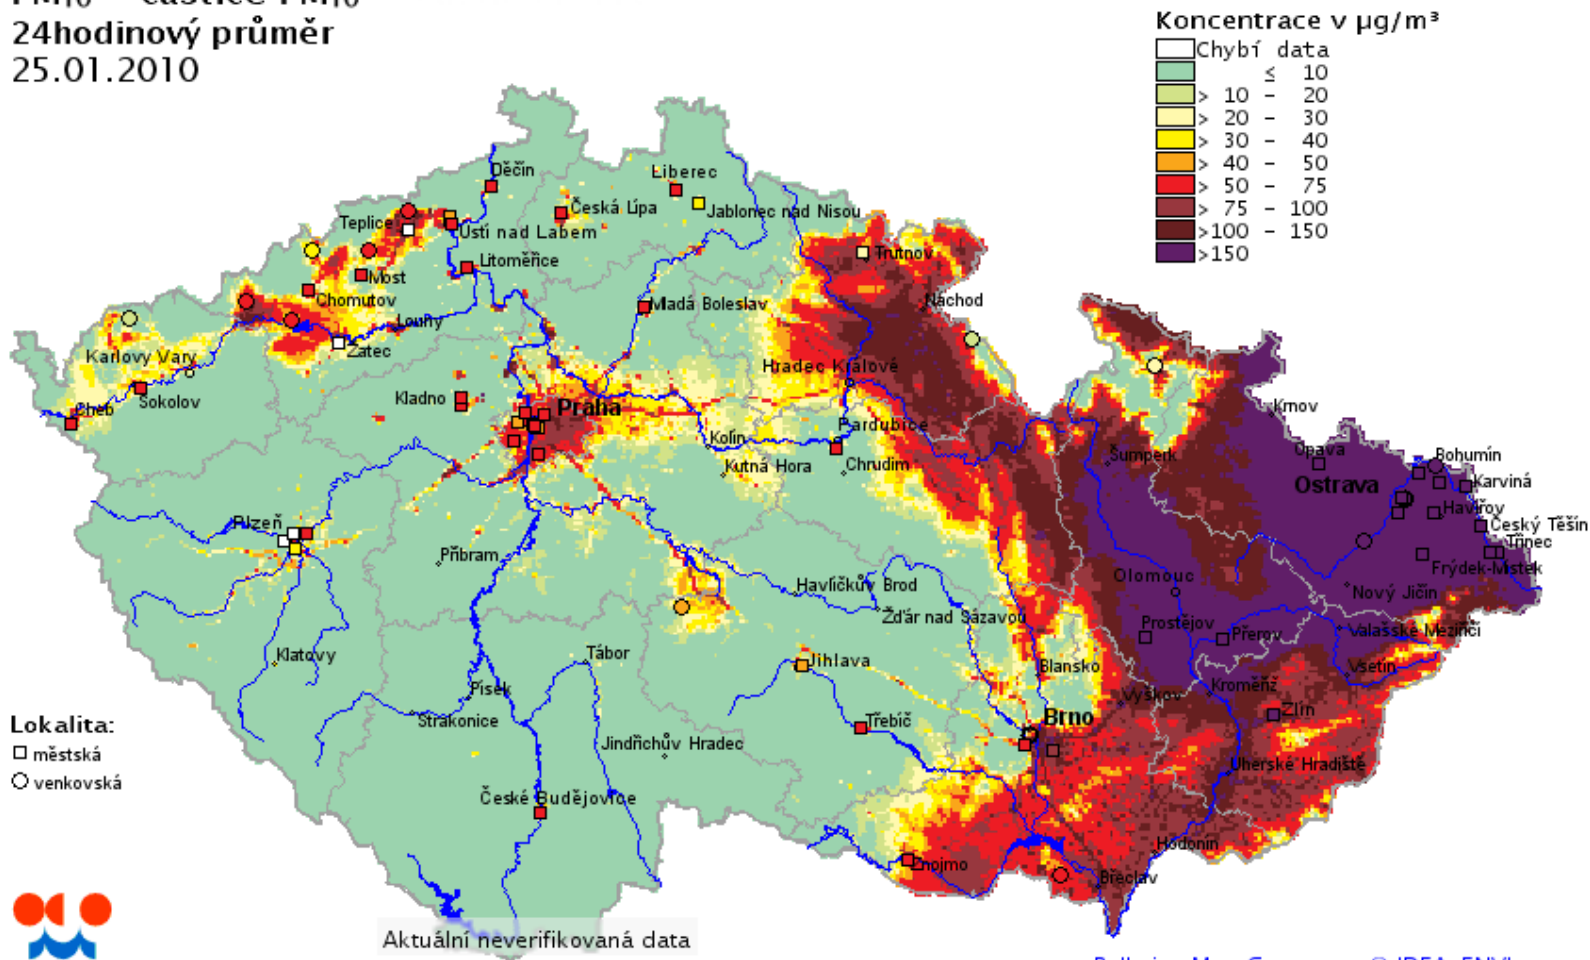 24hodinový průměr
25.01.2010
Koncentrace v µg/m³
Chybí data
≤ 10
> 10 - 20
> 20 - 30
> 30 - 40
> 40 - 50
> 50 - 75
> 75 - 100
>100 - 150
>150
Děčín
Liberec
Česká Lípa
Jablonec nad Nisou
Teplice
Ústí nad Labem
Litoměřice
Trutnov
Most
Chomutov
Mladá Boleslav
Náchod
Louny
Žatec
Karlovy Vary
Hradec Králové
Sokolov
Cheb
Kladno
Praha
Krnov
Pardubice
Kolín
Kutná Hora
Chrudim
Šumperk
Opava
Bohumín
Ostrava
Karviná
Havířov
Český Těšín
Třinec
Frýdek-Místek
Plzeň
Příbram
Havlíčkův Brod
Olomouc
Nový Jičín
Žďár nad Sázavou
Prostějov
Přerov
Valašské Meziříčí
Klatovy
Tábor
Jihlava
Blansko
Vsetín
Písek
Vyškov
Kroměříž
Strakonice
Třebíč
Brno
Zlín
Jindřichův Hradec
Uherské Hradiště
Lokalita:
městská
venkovská
České Budějovice
Hodonín
Znojmo
Břeclav
Aktuální neverifikovaná data